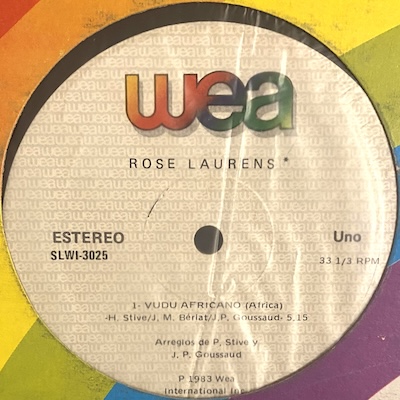 wea
ROSE LAURENS *
ESTEREO
Uno
SLWI-3025
33 1/3 RPM
1- VUDU AFRICANO (Africa)
-H. Stive/J. M. Bériat/J.P. Goussaud- 5.15
Arreglos de P. Stive y
J. P. Goussaud
P 1983 Wea
International Inc